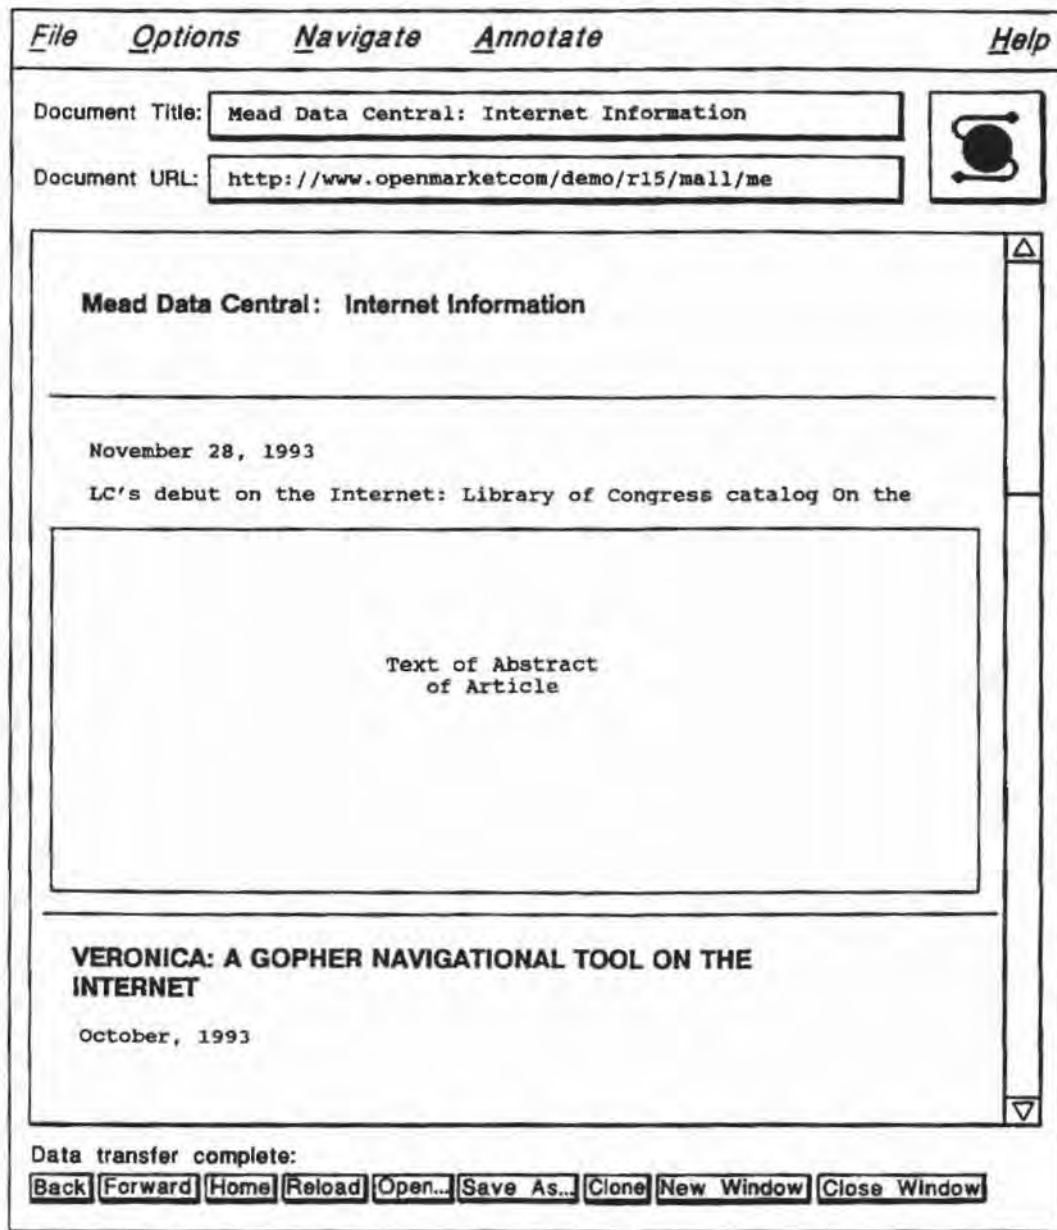 File Options Navigate Annotate Help
Document Title: Mead Data Central: Internet Information
Document URL: http://www.openmarketcom/demo/r15/mall/me
Mead Data Central: Internet Information
November 28, 1993
LC's debut on the Internet: Library of Congress catalog On the
Text of Abstract
of Article
VERONICA: A GOPHER NAVIGATIONAL TOOL ON THE
INTERNET
October, 1993
Data transfer complete:
Back Forward Home Reload Open... Save As... Clone New Window Close Window